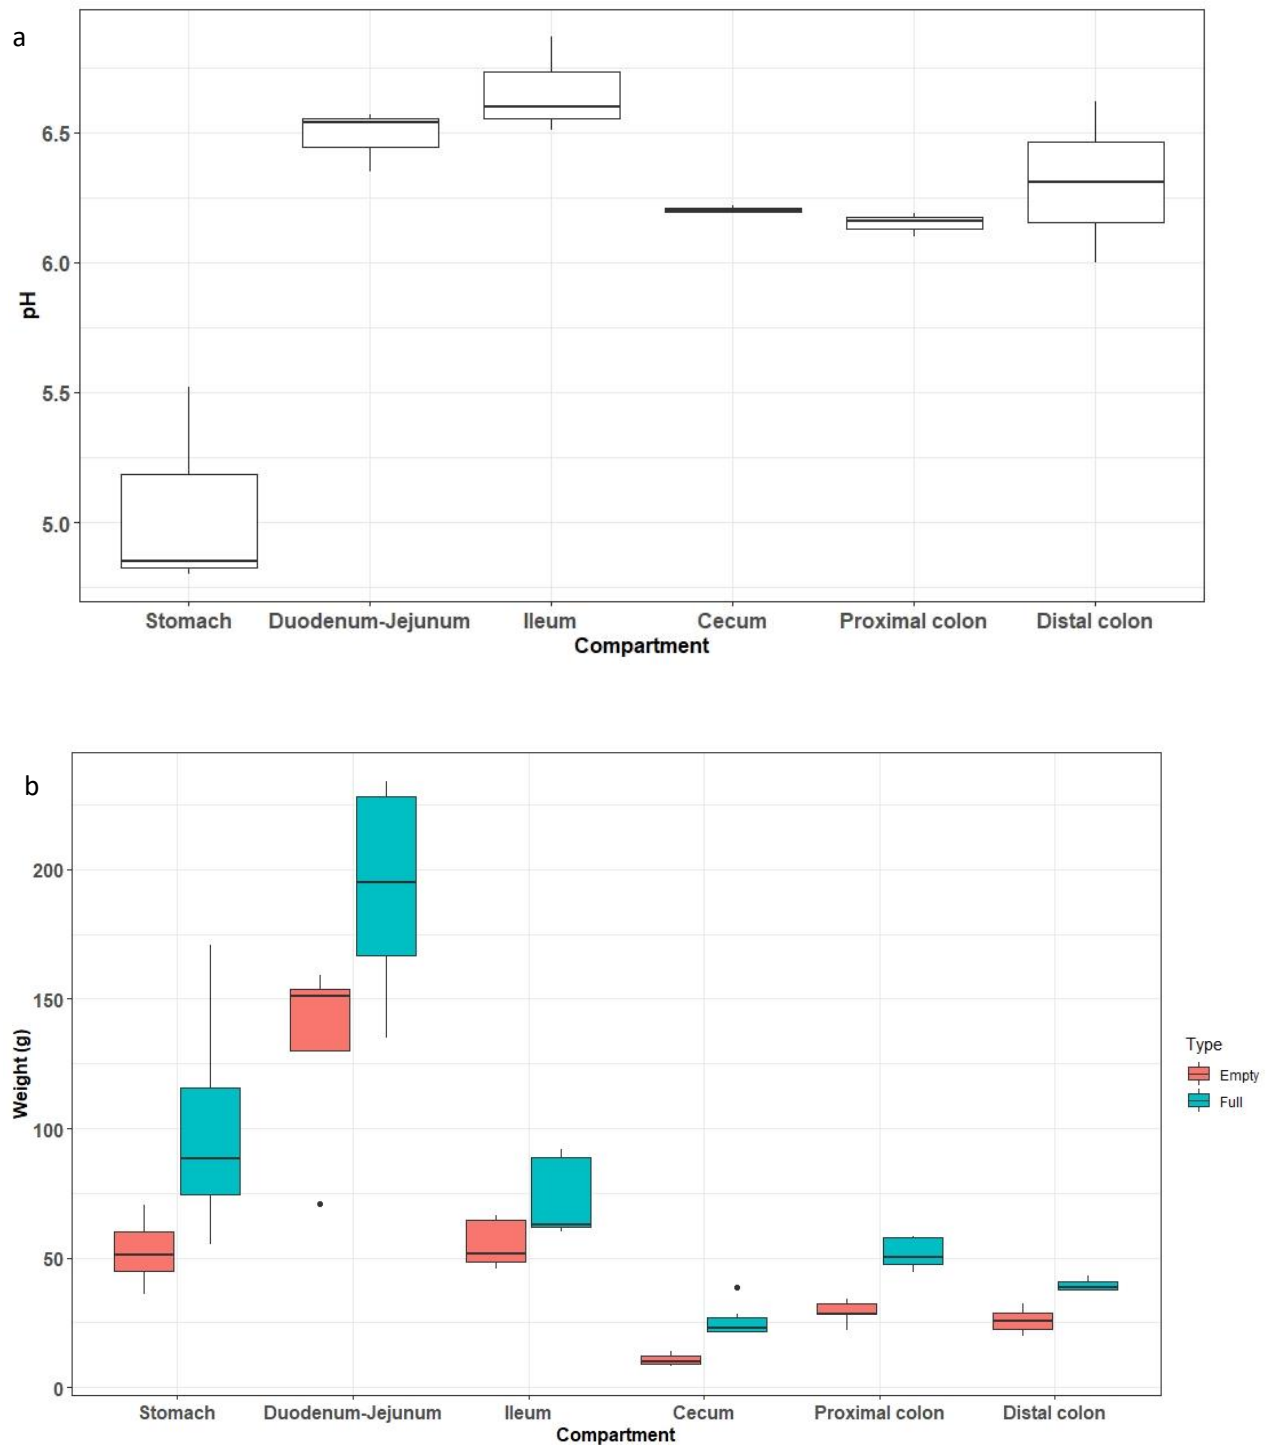 a
6.5
6.0
5.5
5.0
pH
Stomach Duodenum-Jejunum Ileum Cecum Proximal colon Distal colon
Compartment
b
200
150
100
50
0
Weight (g)
Stomach Duodenum-Jejunum Ileum Cecum Proximal colon Distal colon
Compartment
Type
Empty
Full